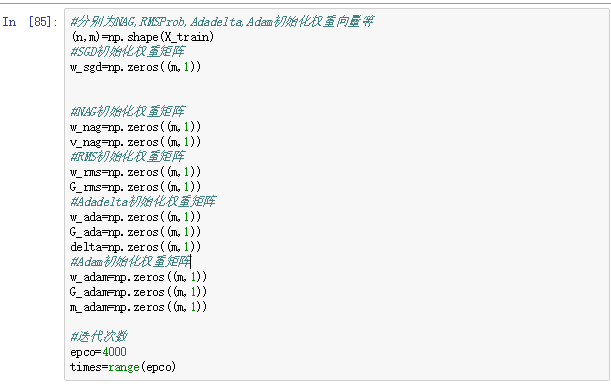 In [85]:
#分别为NAG,RMSProb,Adadelta,Adam初始化权重向量等
(n,m)=np.shape(X_train)
#SGD初始化权重矩阵
w_sgd=np.zeros((m,1))
#NAG初始化权重矩阵
w_nag=np.zeros((m,1))
v_nag=np.zeros((m,1))
#RMS初始化权重矩阵
w_rms=np.zeros((m,1))
G_rms=np.zeros((m,1))
#Adadelta初始化权重矩阵
w_ada=np.zeros((m,1))
G_ada=np.zeros((m,1))
delta=np.zeros((m,1))
#Adam初始化权重矩阵
w_adam=np.zeros((m,1))
G_adam=np.zeros((m,1))
m_adam=np.zeros((m,1))
#迭代次数
epco=4000
times=range(epco)